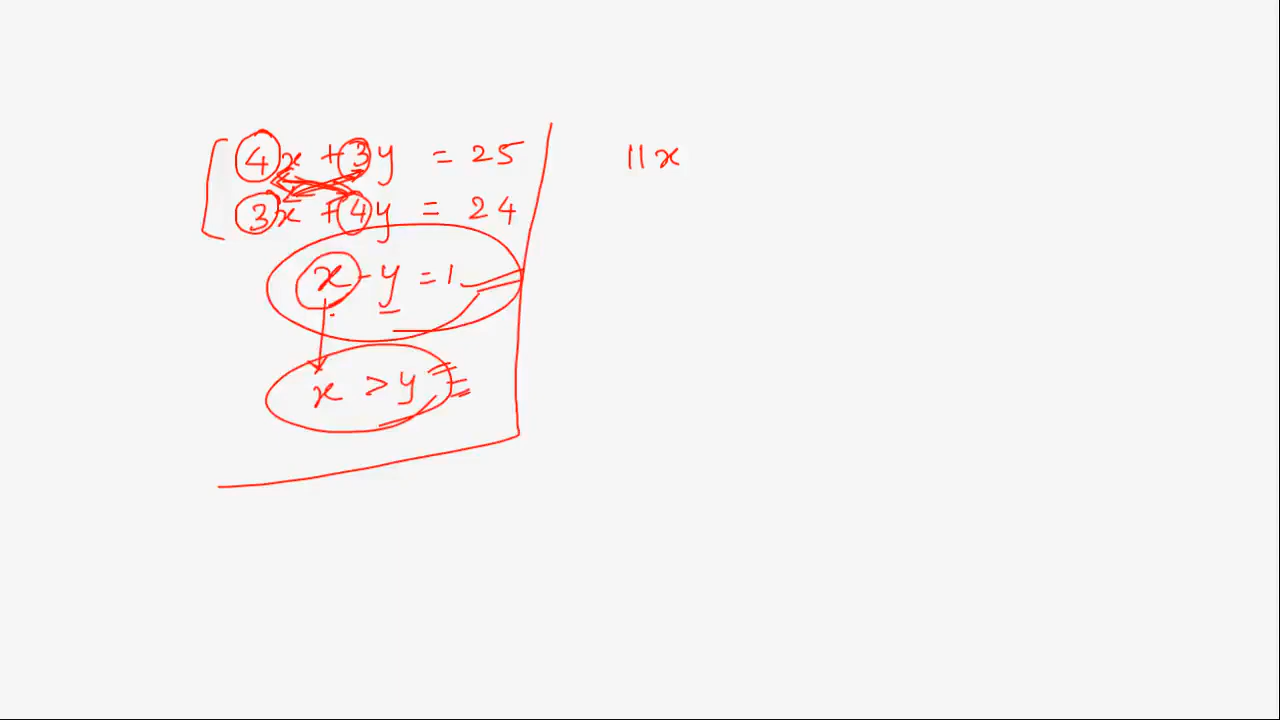 4x + 3y = 25
3x + 4y = 24
x - y = 1
x > y
11x